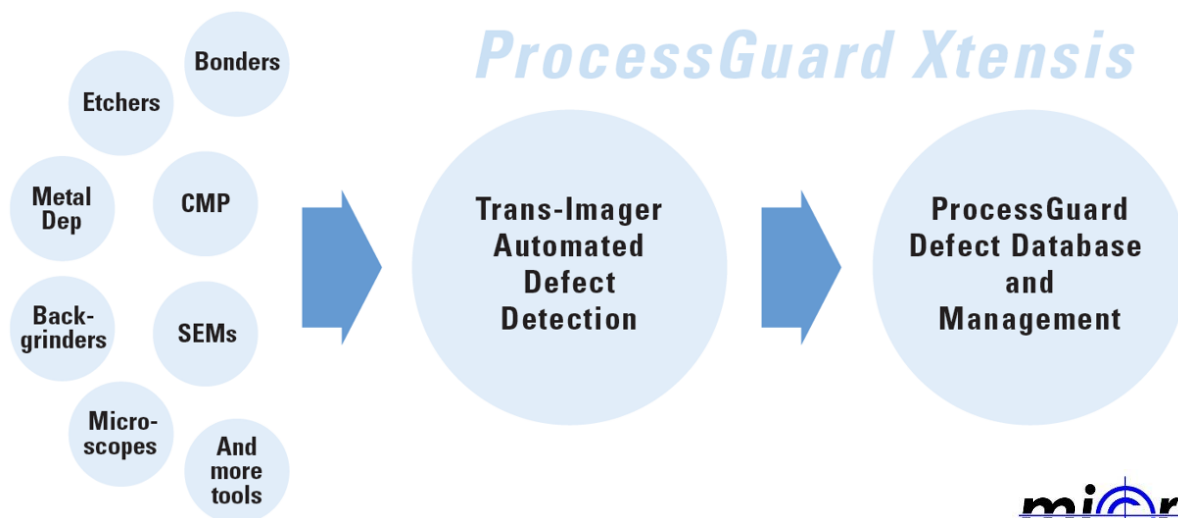 ProcessGuard Xtensis
Bonders
Etchers
Metal
Dep
CMP
Back-
grinders
SEMs
Micro-
scopes
And
more
tools
Trans-Imager
Automated
Defect
Detection
ProcessGuard
Defect Database
and
Management